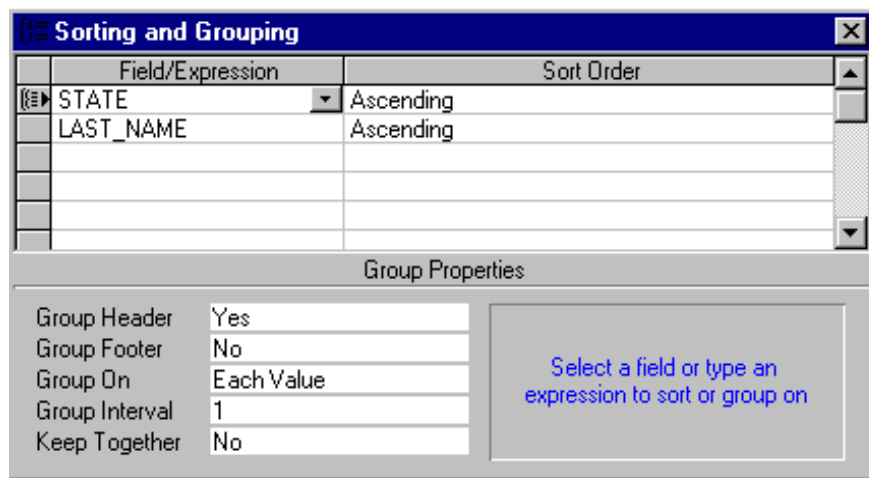 Sorting and Grouping
Field/Expression Sort Order
STATE Ascending
LAST_NAME Ascending
Group Properties
Group Header Yes
Group Footer No
Group On Each Value
Group Interval 1
Keep Together No
Select a field or type an
expression to sort or group on